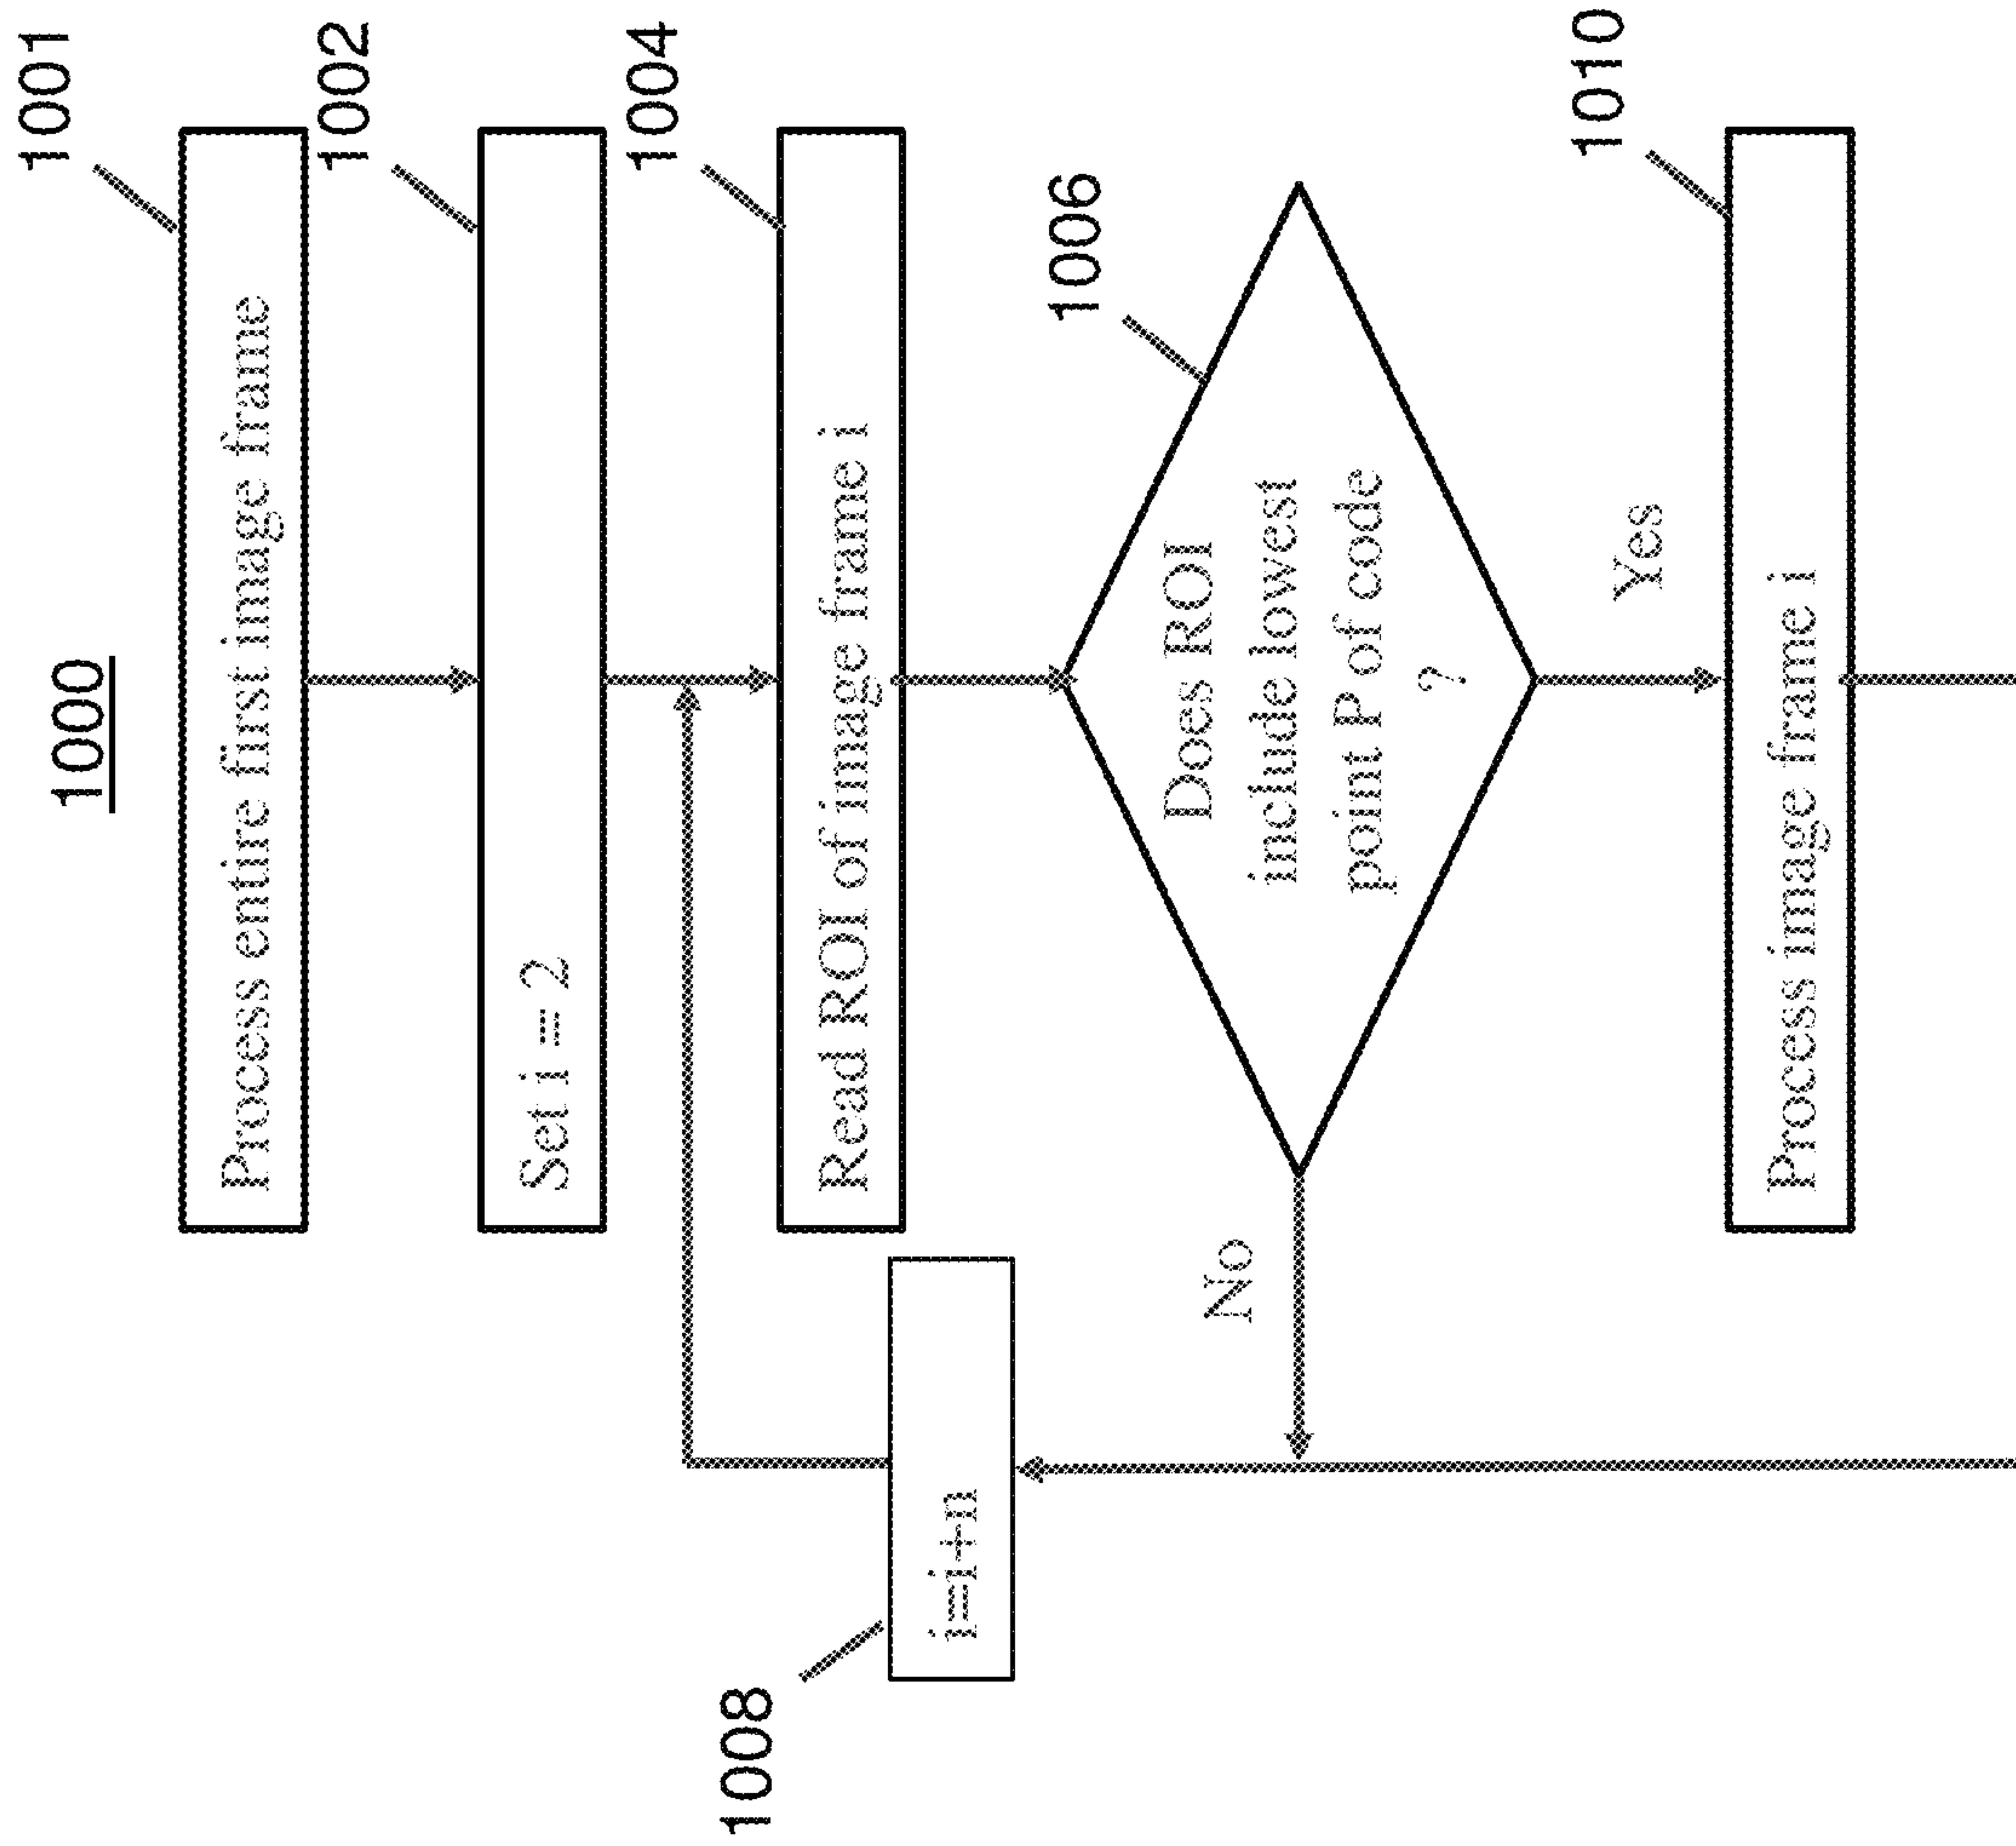 1000
Process entire first image frame
1001
Set i = 2
1002
Read ROI of image frame i
1004
Does ROI
include lowest
point P of code
?
1006
No
i=i+n
1008
Yes
Process image frame i
1010